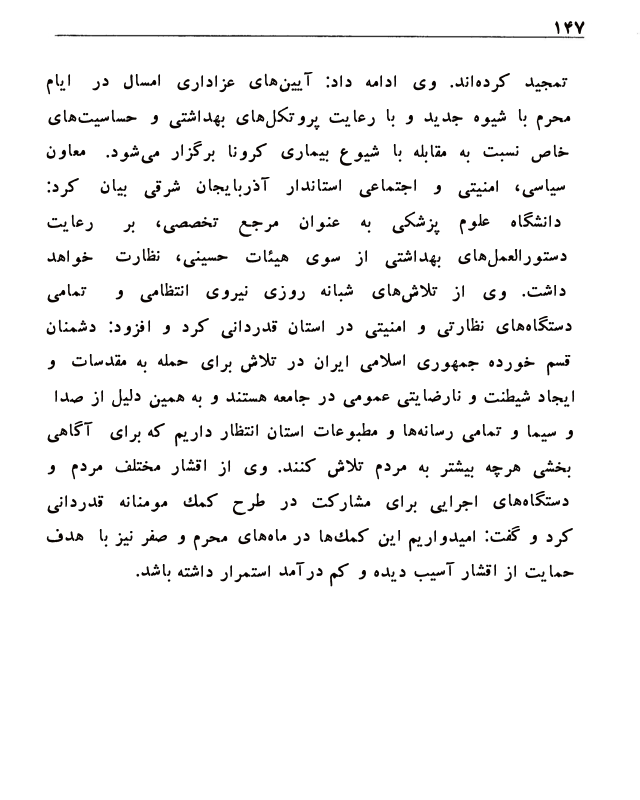 ۱۴۷
تمجید کرده‌اند. وی ادامه داد: آیین‌های عزاداری امسال در ایام
محرم با شیوه جدید و با رعایت پروتکل‌های بهداشتی و حساسیت‌های
خاص نسبت به مقابله با شیوع بیماری کرونا برگزار می‌شود. معاون
سیاسی، امنیتی و اجتماعی استاندار آذربایجان شرقی بیان کرد:
دانشگاه علوم پزشکی به عنوان مرجع تخصصی، بر رعایت
دستورالعمل‌های بهداشتی از سوی هیئات حسینی، نظارت خواهد
داشت. وی از تلاش‌های شبانه روزی نیروی انتظامی و تمامی
دستگاه‌های نظارتی و امنیتی در استان قدردانی کرد و افزود: دشمنان
قسم خورده جمهوری اسلامی ایران در تلاش برای حمله به مقدسات و
ایجاد شیطنت و نارضایتی عمومی در جامعه هستند و به همین دلیل از صدا
و سیما و تمامی رسانه‌ها و مطبوعات استان انتظار داریم که برای آگاهی
بخشی هرچه بیشتر به مردم تلاش کنند. وی از اقشار مختلف مردم و
دستگاه‌های اجرایی برای مشارکت در طرح کمك مومنانه قدردانی
کرد و گفت: امیدواریم این کمك‌ها در ماه‌های محرم و صفر نیز با هدف
حمایت از اقشار آسیب دیده و کم درآمد استمرار داشته باشد.